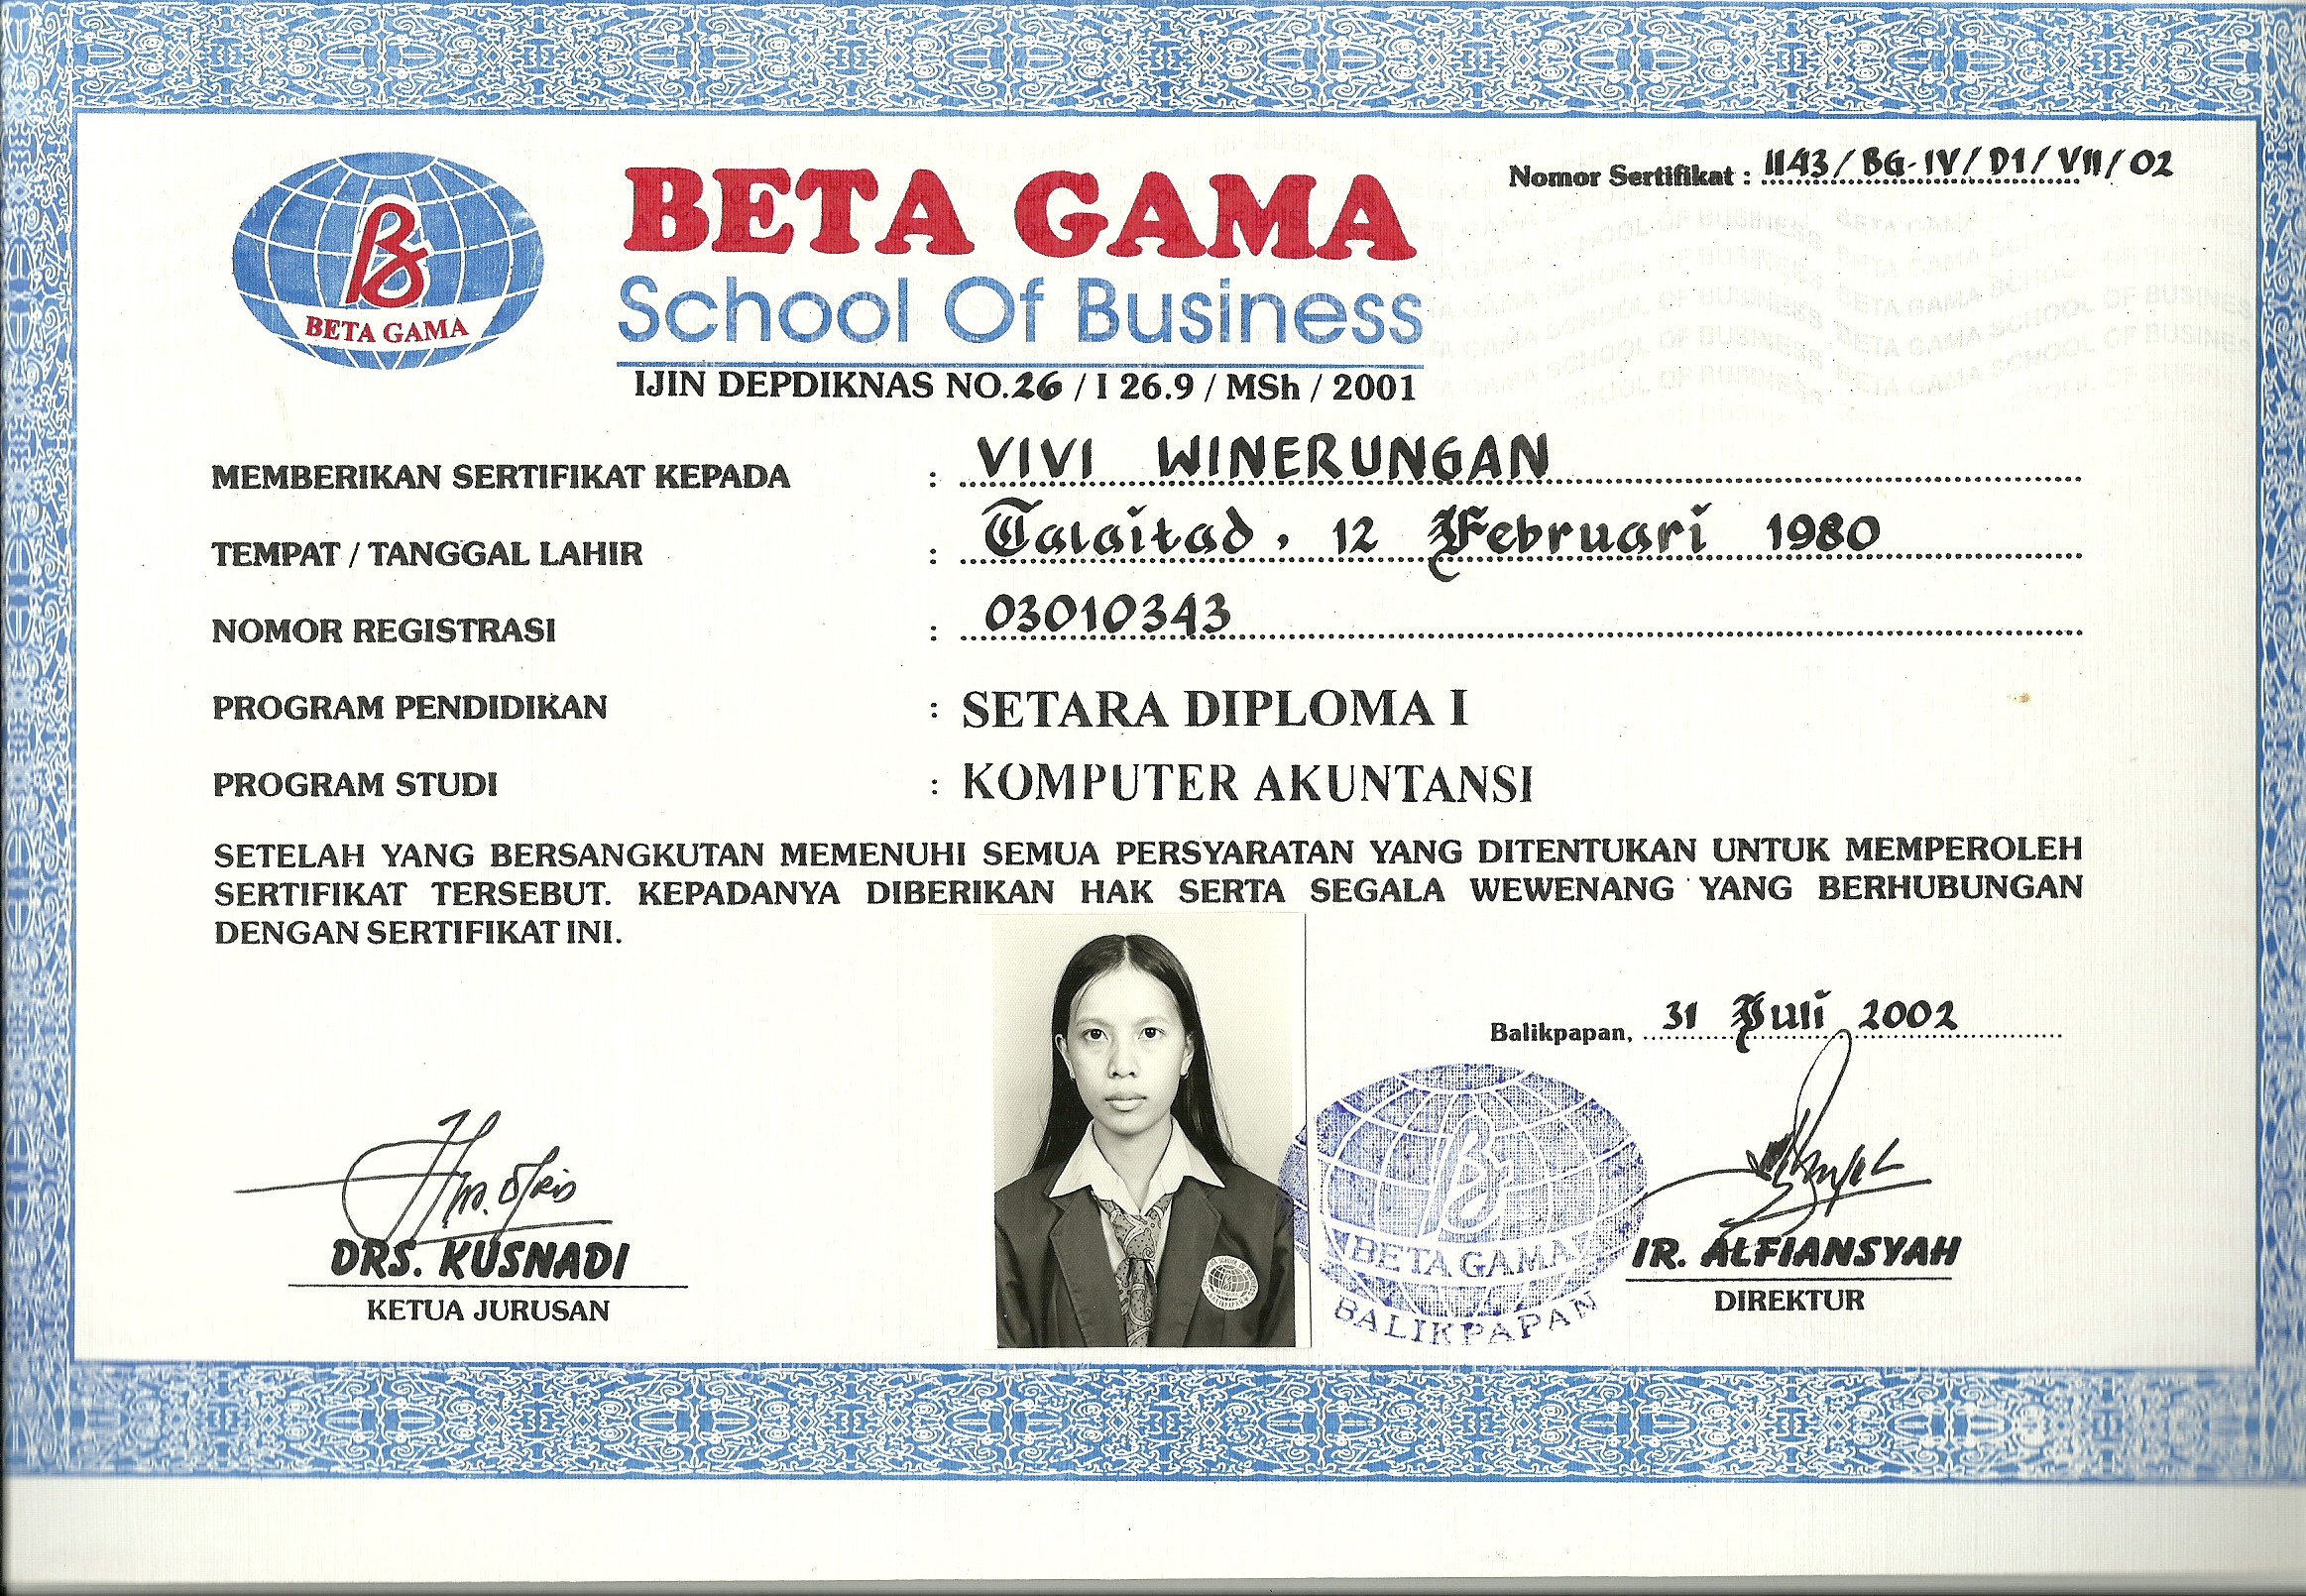 Nomor Sertifikat : 1143 / BG-IV / D1 / VII / 02
BETA GAMA
BETA GAMA
School Of Business
IJIN DEPDIKNAS NO.26 / I 26.9 / MSh / 2001
MEMBERIKAN SERTIFIKAT KEPADA : VIVI WINERUNGAN
TEMPAT / TANGGAL LAHIR : Talaitad, 12 Februari 1980
NOMOR REGISTRASI : 03010343
PROGRAM PENDIDIKAN : SETARA DIPLOMA I
PROGRAM STUDI : KOMPUTER AKUNTANSI
SETELAH YANG BERSANGKUTAN MEMENUHI SEMUA PERSYARATAN YANG DITENTUKAN UNTUK MEMPEROLEH
SERTIFIKAT TERSEBUT. KEPADANYA DIBERIKAN HAK SERTA SEGALA WEWENANG YANG BERHUBUNGAN
DENGAN SERTIFIKAT INI.
Balikpapan, 31 Juli 2002
DRS. KUSNADI
KETUA JURUSAN
BETA GAMA
BALIKPAPAN
IR. ALFIANSYAH
DIREKTUR